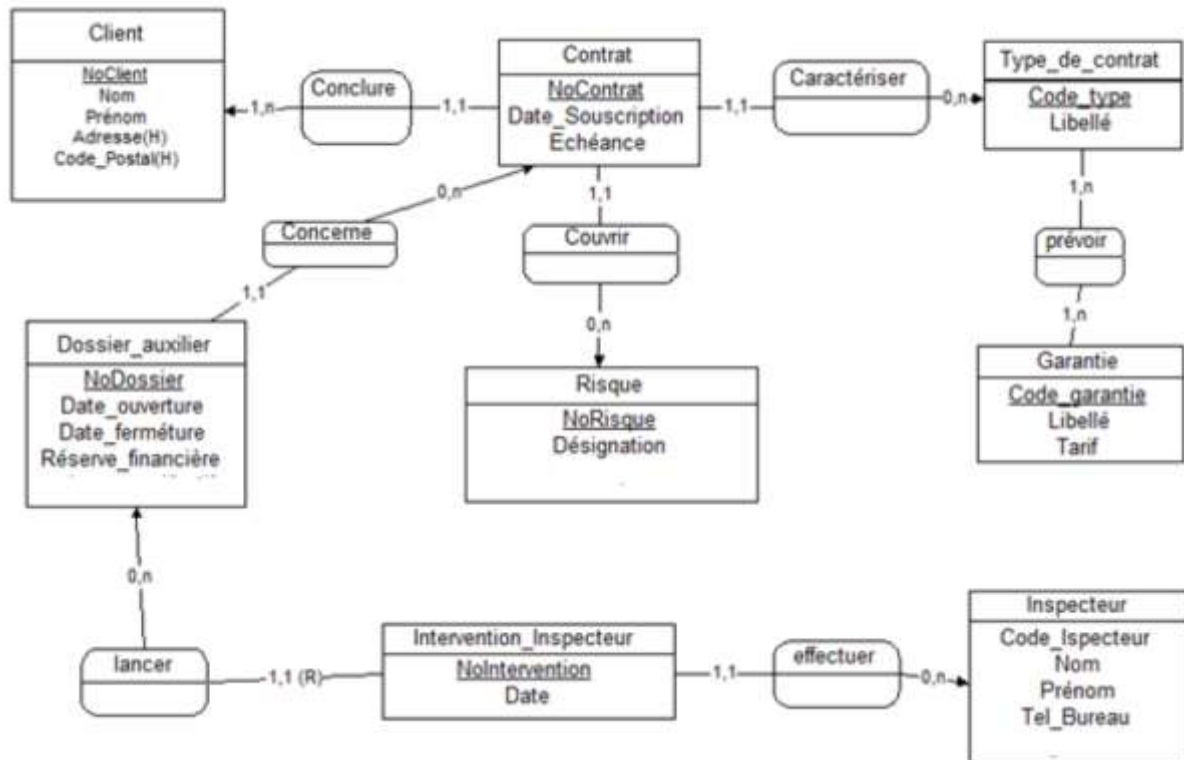 Client
NoClient
Nom
Prénom
Adresse(H)
Code_Postal(H)
1,n
Conclure
1,1
Contrat
NoContrat
Date_Souscription
Echéance
1,1
Caractériser
0,n
Type_de_contrat
Code_type
Libellé
0,n
Concerne
1,1
1,1
Couvrir
0,n
1,n
prévoir
1,n
Dossier_auxilier
NoDossier
Date_ouverture
Date_ferméture
Réserve_financière
Risque
NoRisque
Désignation
Garantie
Code_garantie
Libellé
Tarif
0,n
lancer
1,1 (R)
Intervention_Inspecteur
NoIntervention
Date
1,1
effectuer
0,n
Inspecteur
Code_Ispecteur
Nom
Prénom
Tel_Bureau